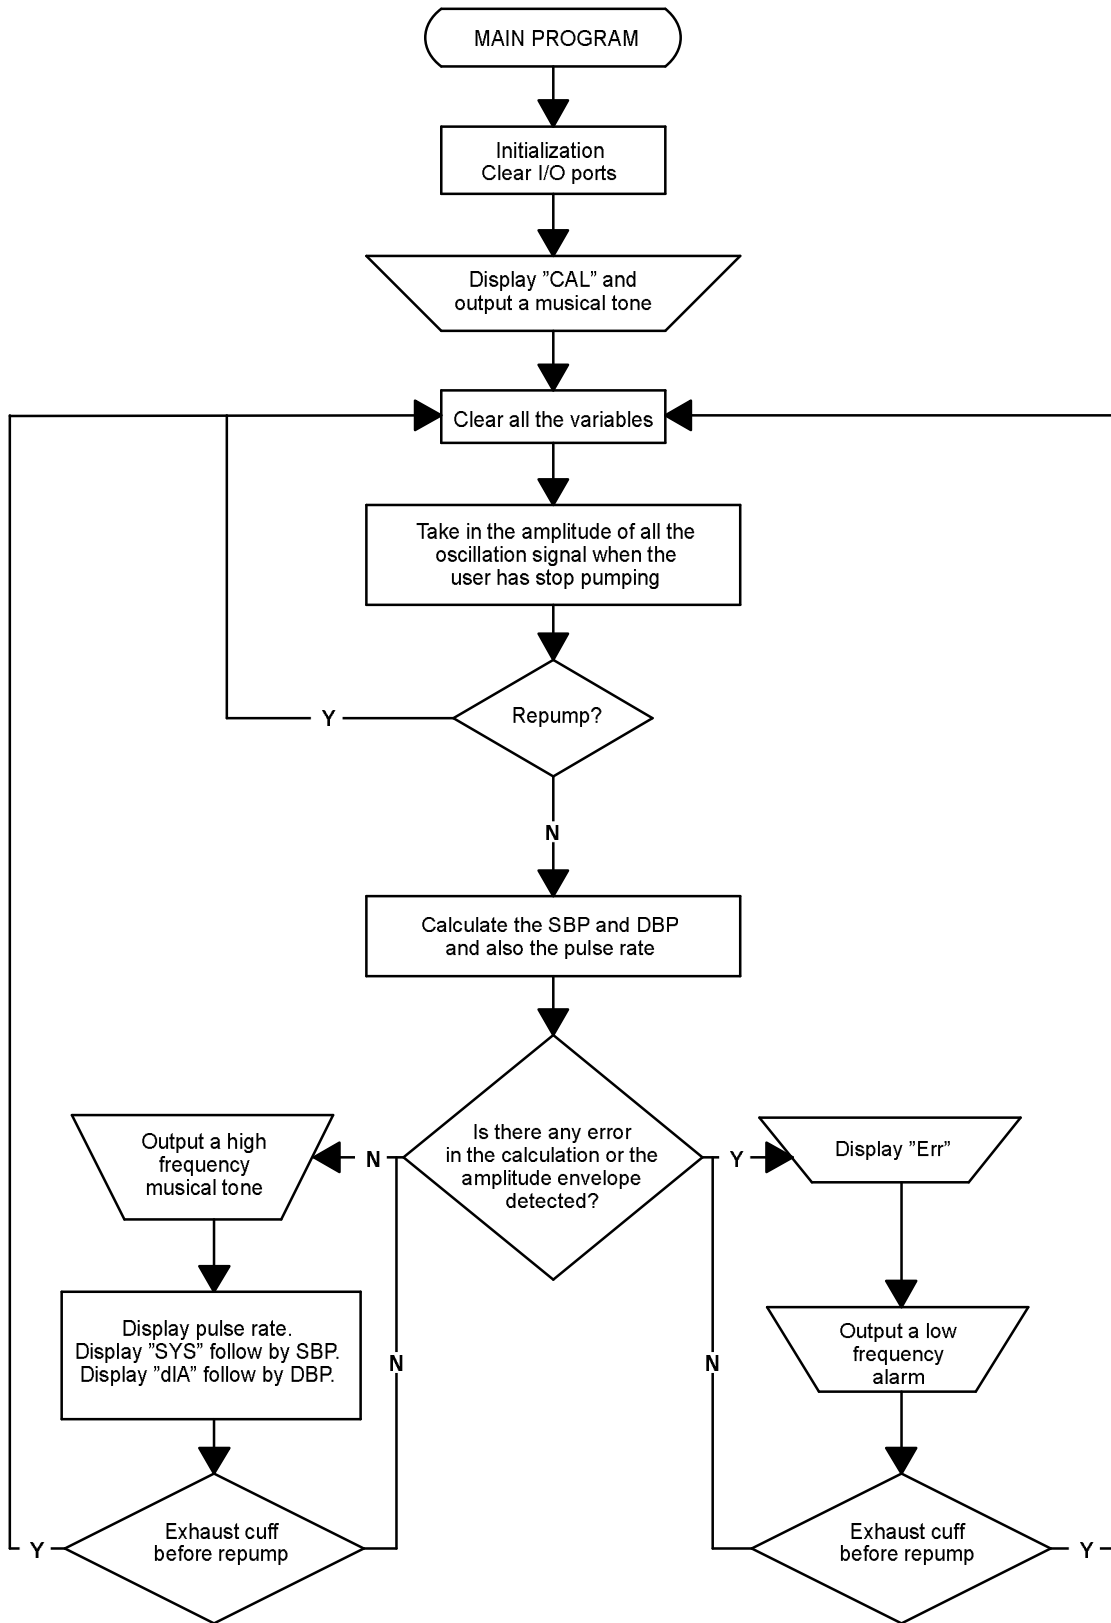 MAIN PROGRAM
Initialization
Clear I/O ports
Display ”CAL” and
output a musical tone
Clear all the variables
Take in the amplitude of all the
oscillation signal when the
user has stop pumping
Repump?
Y
N
Calculate the SBP and DBP
and also the pulse rate
Is there any error
in the calculation or the
amplitude envelope
detected?
N
Output a high
frequency
musical tone
Display pulse rate.
Display ”SYS” follow by SBP.
Display ”dIA” follow by DBP.
N
Exhaust cuff
before repump
Y
Y
Display ”Err”
Output a low
frequency
alarm
N
Exhaust cuff
before repump
Y